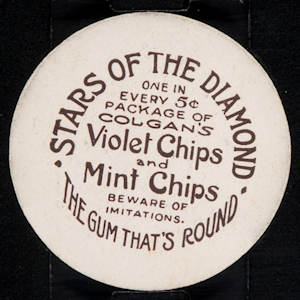 STARS OF THE DIAMOND
ONE IN
EVERY 5¢
PACKAGE OF
COLGAN'S
Violet Chips
and
Mint Chips
BEWARE OF
IMITATIONS.
THE GUM THAT'S ROUND